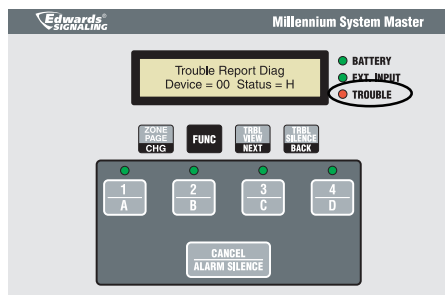 Edwards®
SIGNALING
Millennium System Master
Trouble Report Diag
Device = 00 Status = H
BATTERY
EXT. INPUT
TROUBLE
ZONE
PAGE
CHG
FUNC
TRBL
VIEW
NEXT
TRBL
SILENCE
BACK
1
A
2
B
3
C
4
D
CANCEL
ALARM SILENCE